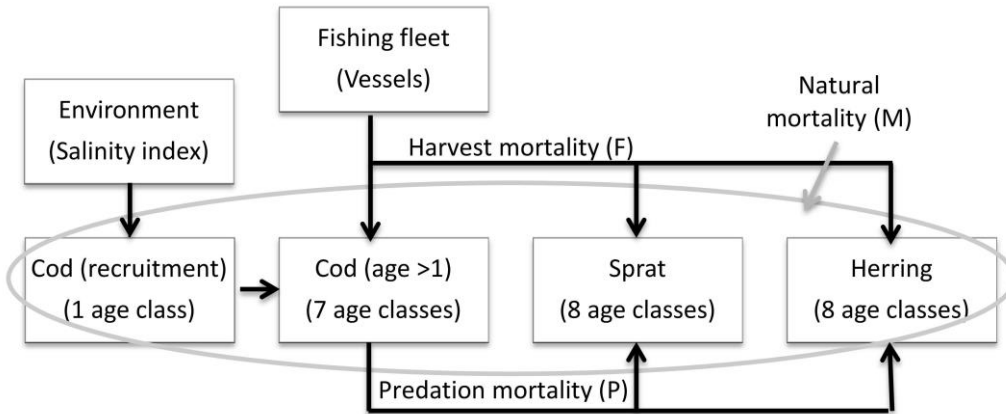 Fishing fleet
(Vessels)
Natural
mortality (M)
Environment
(Salinity index)
Harvest mortality (F)
Cod (recruitment)
(1 age class)
Cod (age >1)
(7 age classes)
Sprat
(8 age classes)
Herring
(8 age classes)
Predation mortality (P)